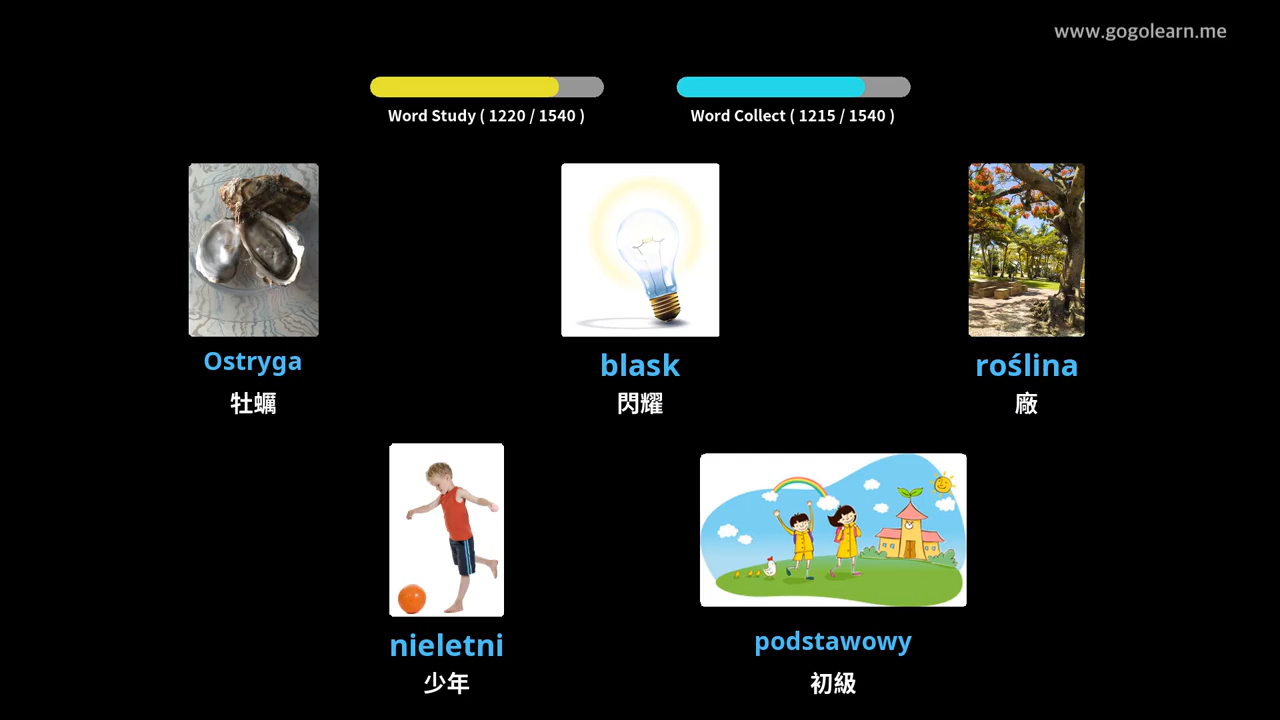 www.gogolearn.me
Word Study ( 1220 / 1540 )
Word Collect ( 1215 / 1540 )
Ostryga
牡蠣
blask
閃耀
roślina
廠
nieletni
少年
podstawowy
初級